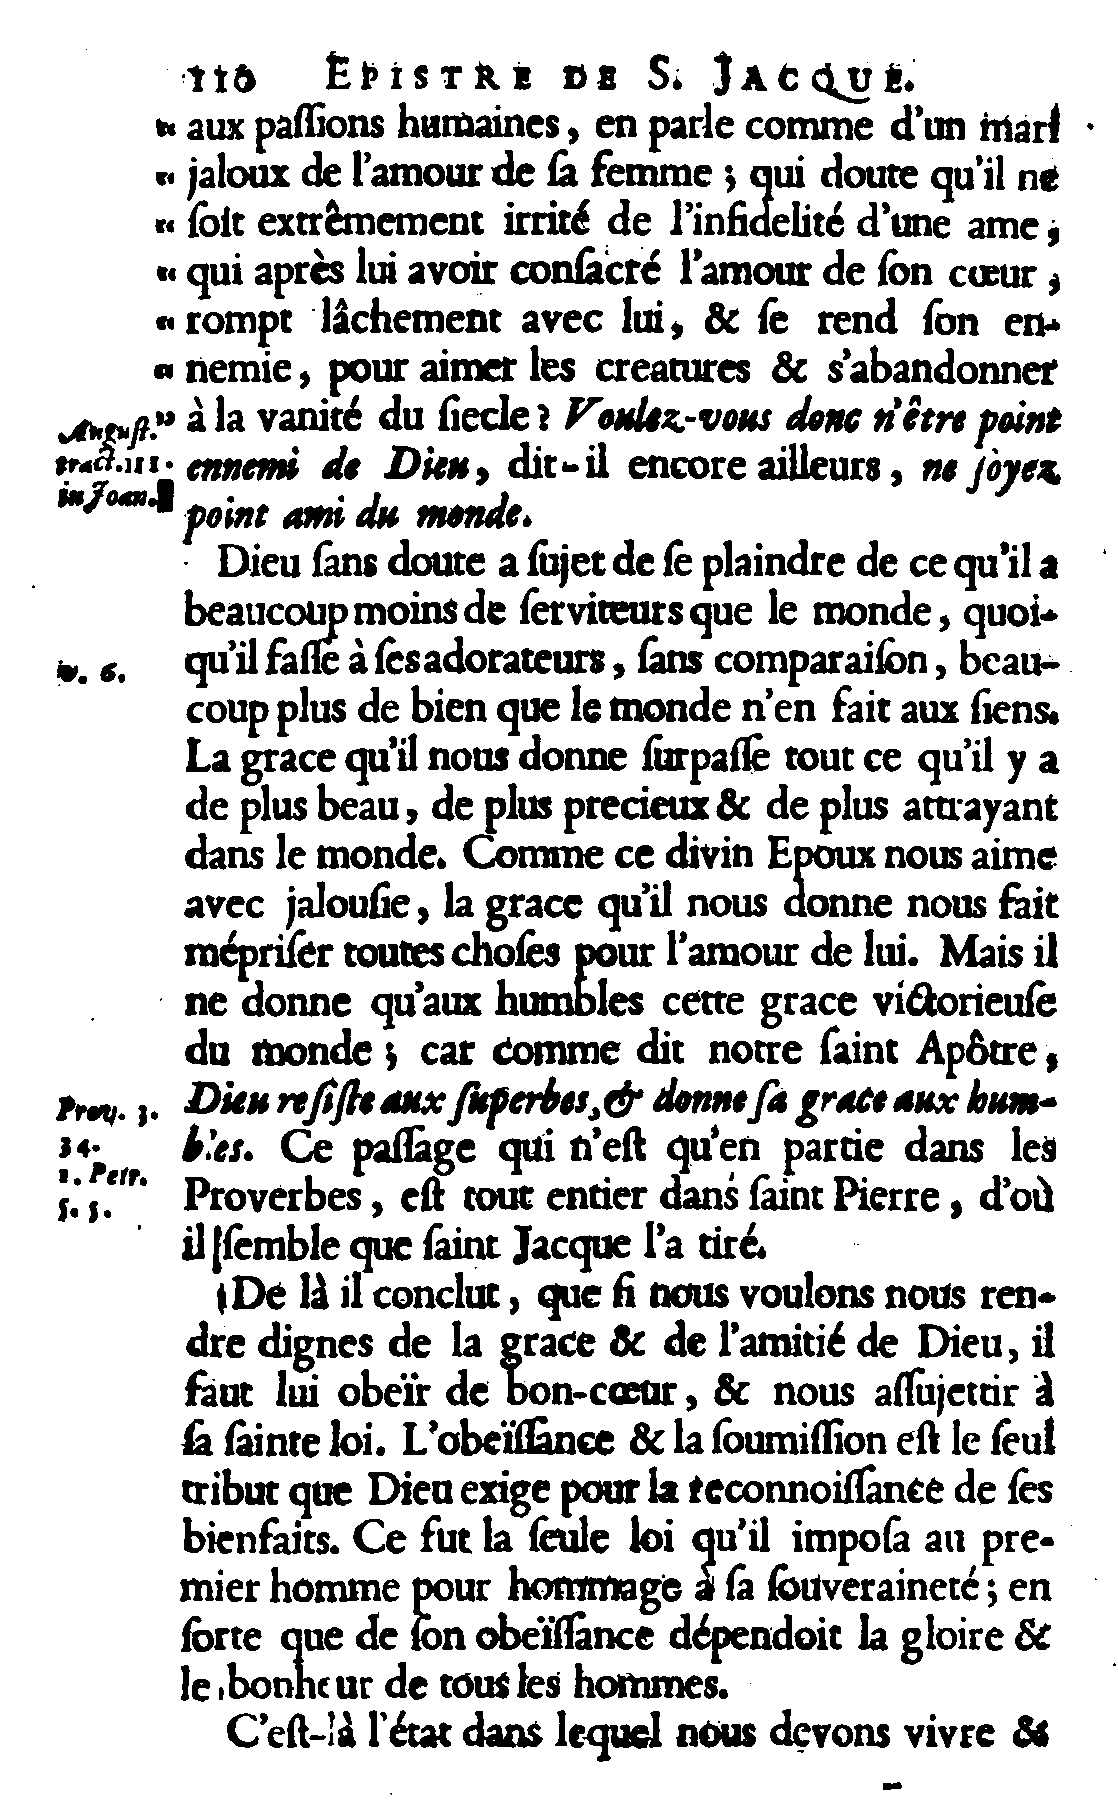 110 EPISTRE DE S. JACQUE.
“ aux paſſions humaines, en parle comme d'un mari
“ jaloux de l'amour de ſa femme ; qui doute qu'il ne
“ ſoit extrêmement irrité de l'infidelité d'une ame ;
“ qui après lui avoir conſacré l'amour de ſon cœur ,
“ rompt lâchement avec lui, & ſe rend ſon en-
“ nemie, pour aimer les creatures & s'abandonner
Auguſt. ” à la vanité du ſiecle ? Voulez-vous donc n'être point
tract. 111. ennemi de Dieu, dit-il encore ailleurs, ne ſoyez
in Joan. point ami du monde.
Dieu ſans doute a ſujet de ſe plaindre de ce qu'il a
beaucoup moins de ſerviteurs que le monde, quoi-
v. 6. qu'il faſſe à ſes adorateurs, ſans comparaiſon, beau-
coup plus de bien que le monde n'en fait aux ſiens.
La grace qu'il nous donne ſurpaſſe tout ce qu'il y a
de plus beau, de plus precieux & de plus attrayant
dans le monde. Comme ce divin Epoux nous aime
avec jalouſie, la grace qu'il nous donne nous fait
mépriſer toutes choſes pour l'amour de lui. Mais il
ne donne qu'aux humbles cette grace victorieuſe
du monde ; car comme dit notre ſaint Apôtre,
Prov. 3. Dieu reſiſte aux ſuperbes, & donne ſa grace aux hum-
34. bles. Ce paſſage qui n'eſt qu'en partie dans les
1. Petr. Proverbes, eſt tout entier dans ſaint Pierre, d'où
5. 5. il ſemble que ſaint Jacque l'a tiré.
De là il conclut, que ſi nous voulons nous ren-
dre dignes de la grace & de l'amitié de Dieu, il
faut lui obeïr de bon-cœur, & nous aſſujettir à
ſa ſainte loi. L'obeïſſance & la ſoumiſſion eſt le ſeul
tribut que Dieu exige pour la reconnoiſſance de ſes
bienfaits. Ce fut la ſeule loi qu'il impoſa au pre-
mier homme pour hommage à ſa ſouveraineté ; en
ſorte que de ſon obeïſſance dépendoit la gloire &
le bonheur de tous les hommes.
C'eſt-là l'état dans lequel nous devons vivre &